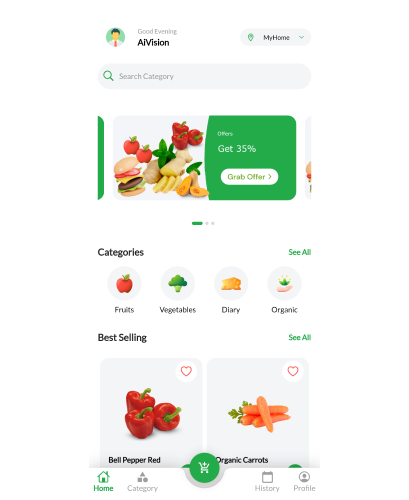 Good Evening
AiVision
MyHome
Search Category
Offers
Get 35%
Grab Offer >
Categories
See All
Fruits
Vegetables
Diary
Organic
Best Selling
See All
Bell Pepper Red
Organic Carrots
Home
Category
History
Profile